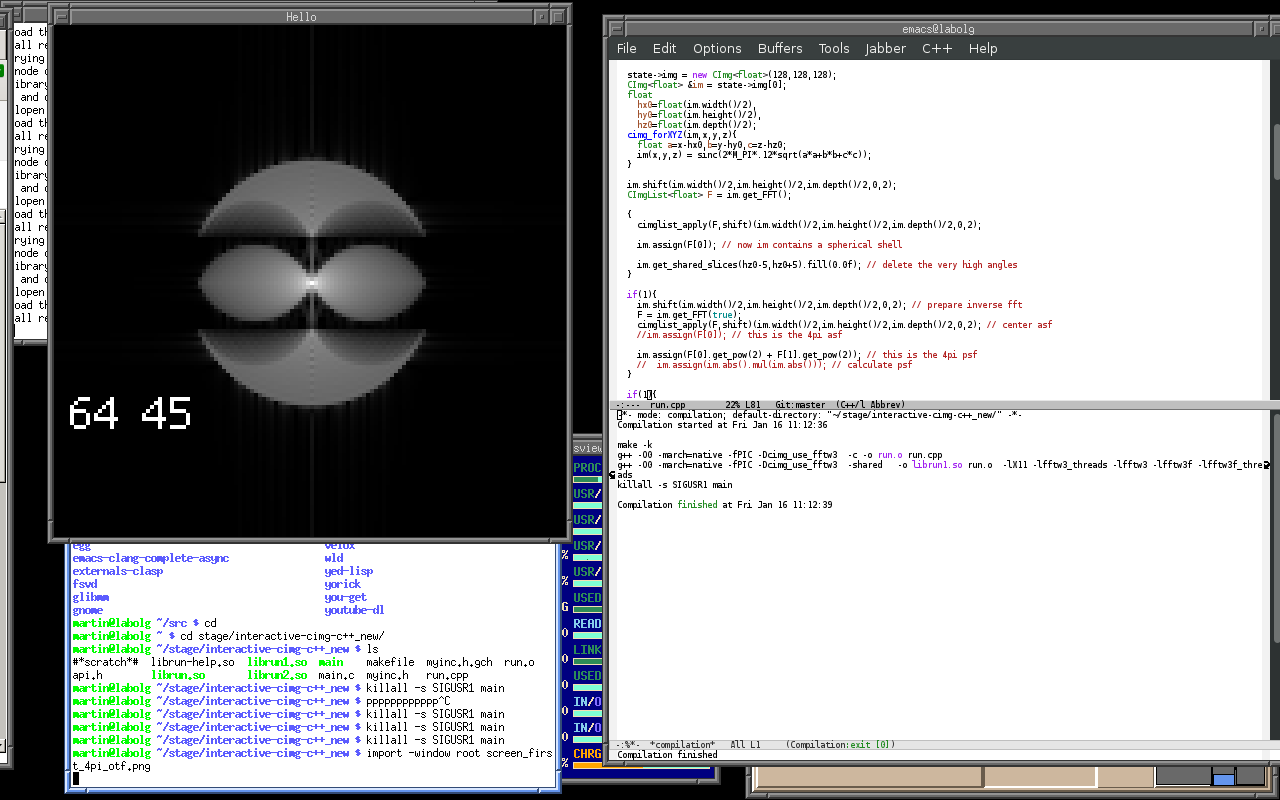 Hello
oad th
all re
rying
node c
ibrary
and c
lopen
oad th
all re
rying
node c
ibrary
and c
lopen
oad th
all re
rying
node c
ibrary
and c
lopen
oad th
all re
64 45
egg velox
emacs-clang-complete-async wld
externals-clasp yed-lisp
fsvd yorick
glibmm you-get
gnome youtube-dl
martin@labolg ~/src $ cd
martin@labolg ~ $ cd stage/interactive-cimg-c++_new/
martin@labolg ~/stage/interactive-cimg-c++_new $ ls
#*scratch*# librun-help.so librun1.so main makefile myinc.h.gch run.o
api.h librun.so librun2.so main.c myinc.h run.cpp
martin@labolg ~/stage/interactive-cimg-c++_new $ killall -s SIGUSR1 main
martin@labolg ~/stage/interactive-cimg-c++_new $ pppppppppppp^C
martin@labolg ~/stage/interactive-cimg-c++_new $ killall -s SIGUSR1 main
martin@labolg ~/stage/interactive-cimg-c++_new $ killall -s SIGUSR1 main
martin@labolg ~/stage/interactive-cimg-c++_new $ killall -s SIGUSR1 main
martin@labolg ~/stage/interactive-cimg-c++_new $ import -window root screen_firs
t_4pi_otf.png
sview
PROC
USR/
USR/
USR/
%
USR/
%
USED
G
READ
O
LINK
O
USED
O
IN/O
O
IN/O
O
CHRG
%
emacs@labolg
File Edit Options Buffers Tools Jabber C++ Help
state->img = new CImg<float>(128,128,128);
CImg<float> &im = state->img[0];
float
hx0=float(im.width()/2),
hy0=float(im.height()/2),
hz0=float(im.depth()/2);
cimg_forXYZ(im,x,y,z){
float a=x-hx0,b=y-hy0,c=z-hz0;
im(x,y,z) = sinc(2*M_PI*.12*sqrt(a*a+b*b+c*c));
}
im.shift(im.width()/2,im.height()/2,im.depth()/2,0,2);
CImgList<float> F = im.get_FFT();
{
cimglist_apply(F,shift)(im.width()/2,im.height()/2,im.depth()/2,0,2);
im.assign(F[0]); // now im contains a spherical shell
im.get_shared_slices(hz0-5,hz0+5).fill(0.0f); // delete the very high angles
}
if(1){
im.shift(im.width()/2,im.height()/2,im.depth()/2,0,2); // prepare inverse fft
F = im.get_FFT(true);
cimglist_apply(F,shift)(im.width()/2,im.height()/2,im.depth()/2,0,2); // center asf
//im.assign(F[0]); // this is the 4pi asf
im.assign(F[0].get_pow(2) + F[1].get_pow(2)); // this is the 4pi psf
// im.assign(im.abs().mul(im.abs())); // calculate psf
}
if(1){
-:--- run.cpp 22% L81 Git:master (C++/l Abbrev)
-*- mode: compilation; default-directory: "~/stage/interactive-cimg-c++_new/" -*-
Compilation started at Fri Jan 16 11:12:36
make -k
g++ -O0 -march=native -fPIC -Dcimg_use_fftw3 -c -o run.o run.cpp
g++ -O0 -march=native -fPIC -Dcimg_use_fftw3 -shared -o librun1.so run.o -lX11 -lfftw3_threads -lfftw3 -lfftw3f -lfftw3f_thre
ads
killall -s SIGUSR1 main
Compilation finished at Fri Jan 16 11:12:39
-:%*- *compilation* All L1 (Compilation:exit [0])
Compilation finished